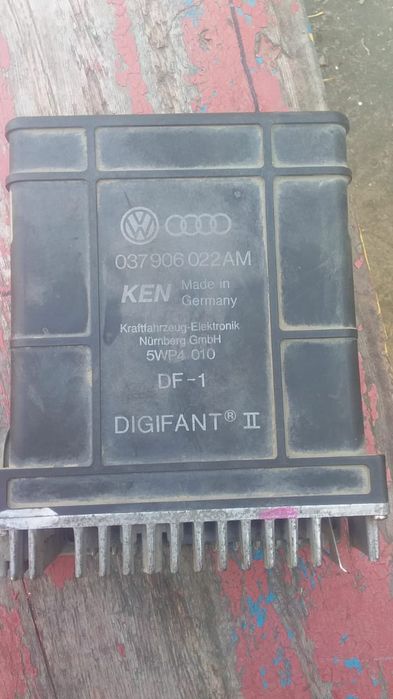 037 906 022 AM
KEN Made in
Germany
Kraftfahrzeug-Elektronik
Nürnberg GmbH
5WP4 010
DF-1
DIGIFANT® II